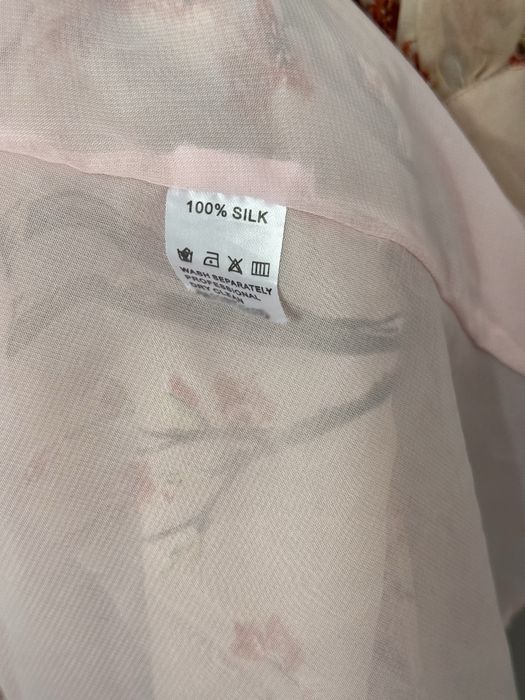 100% SILK
WASH SEPARATELY
PROFESSIONAL
DRY CLEAN